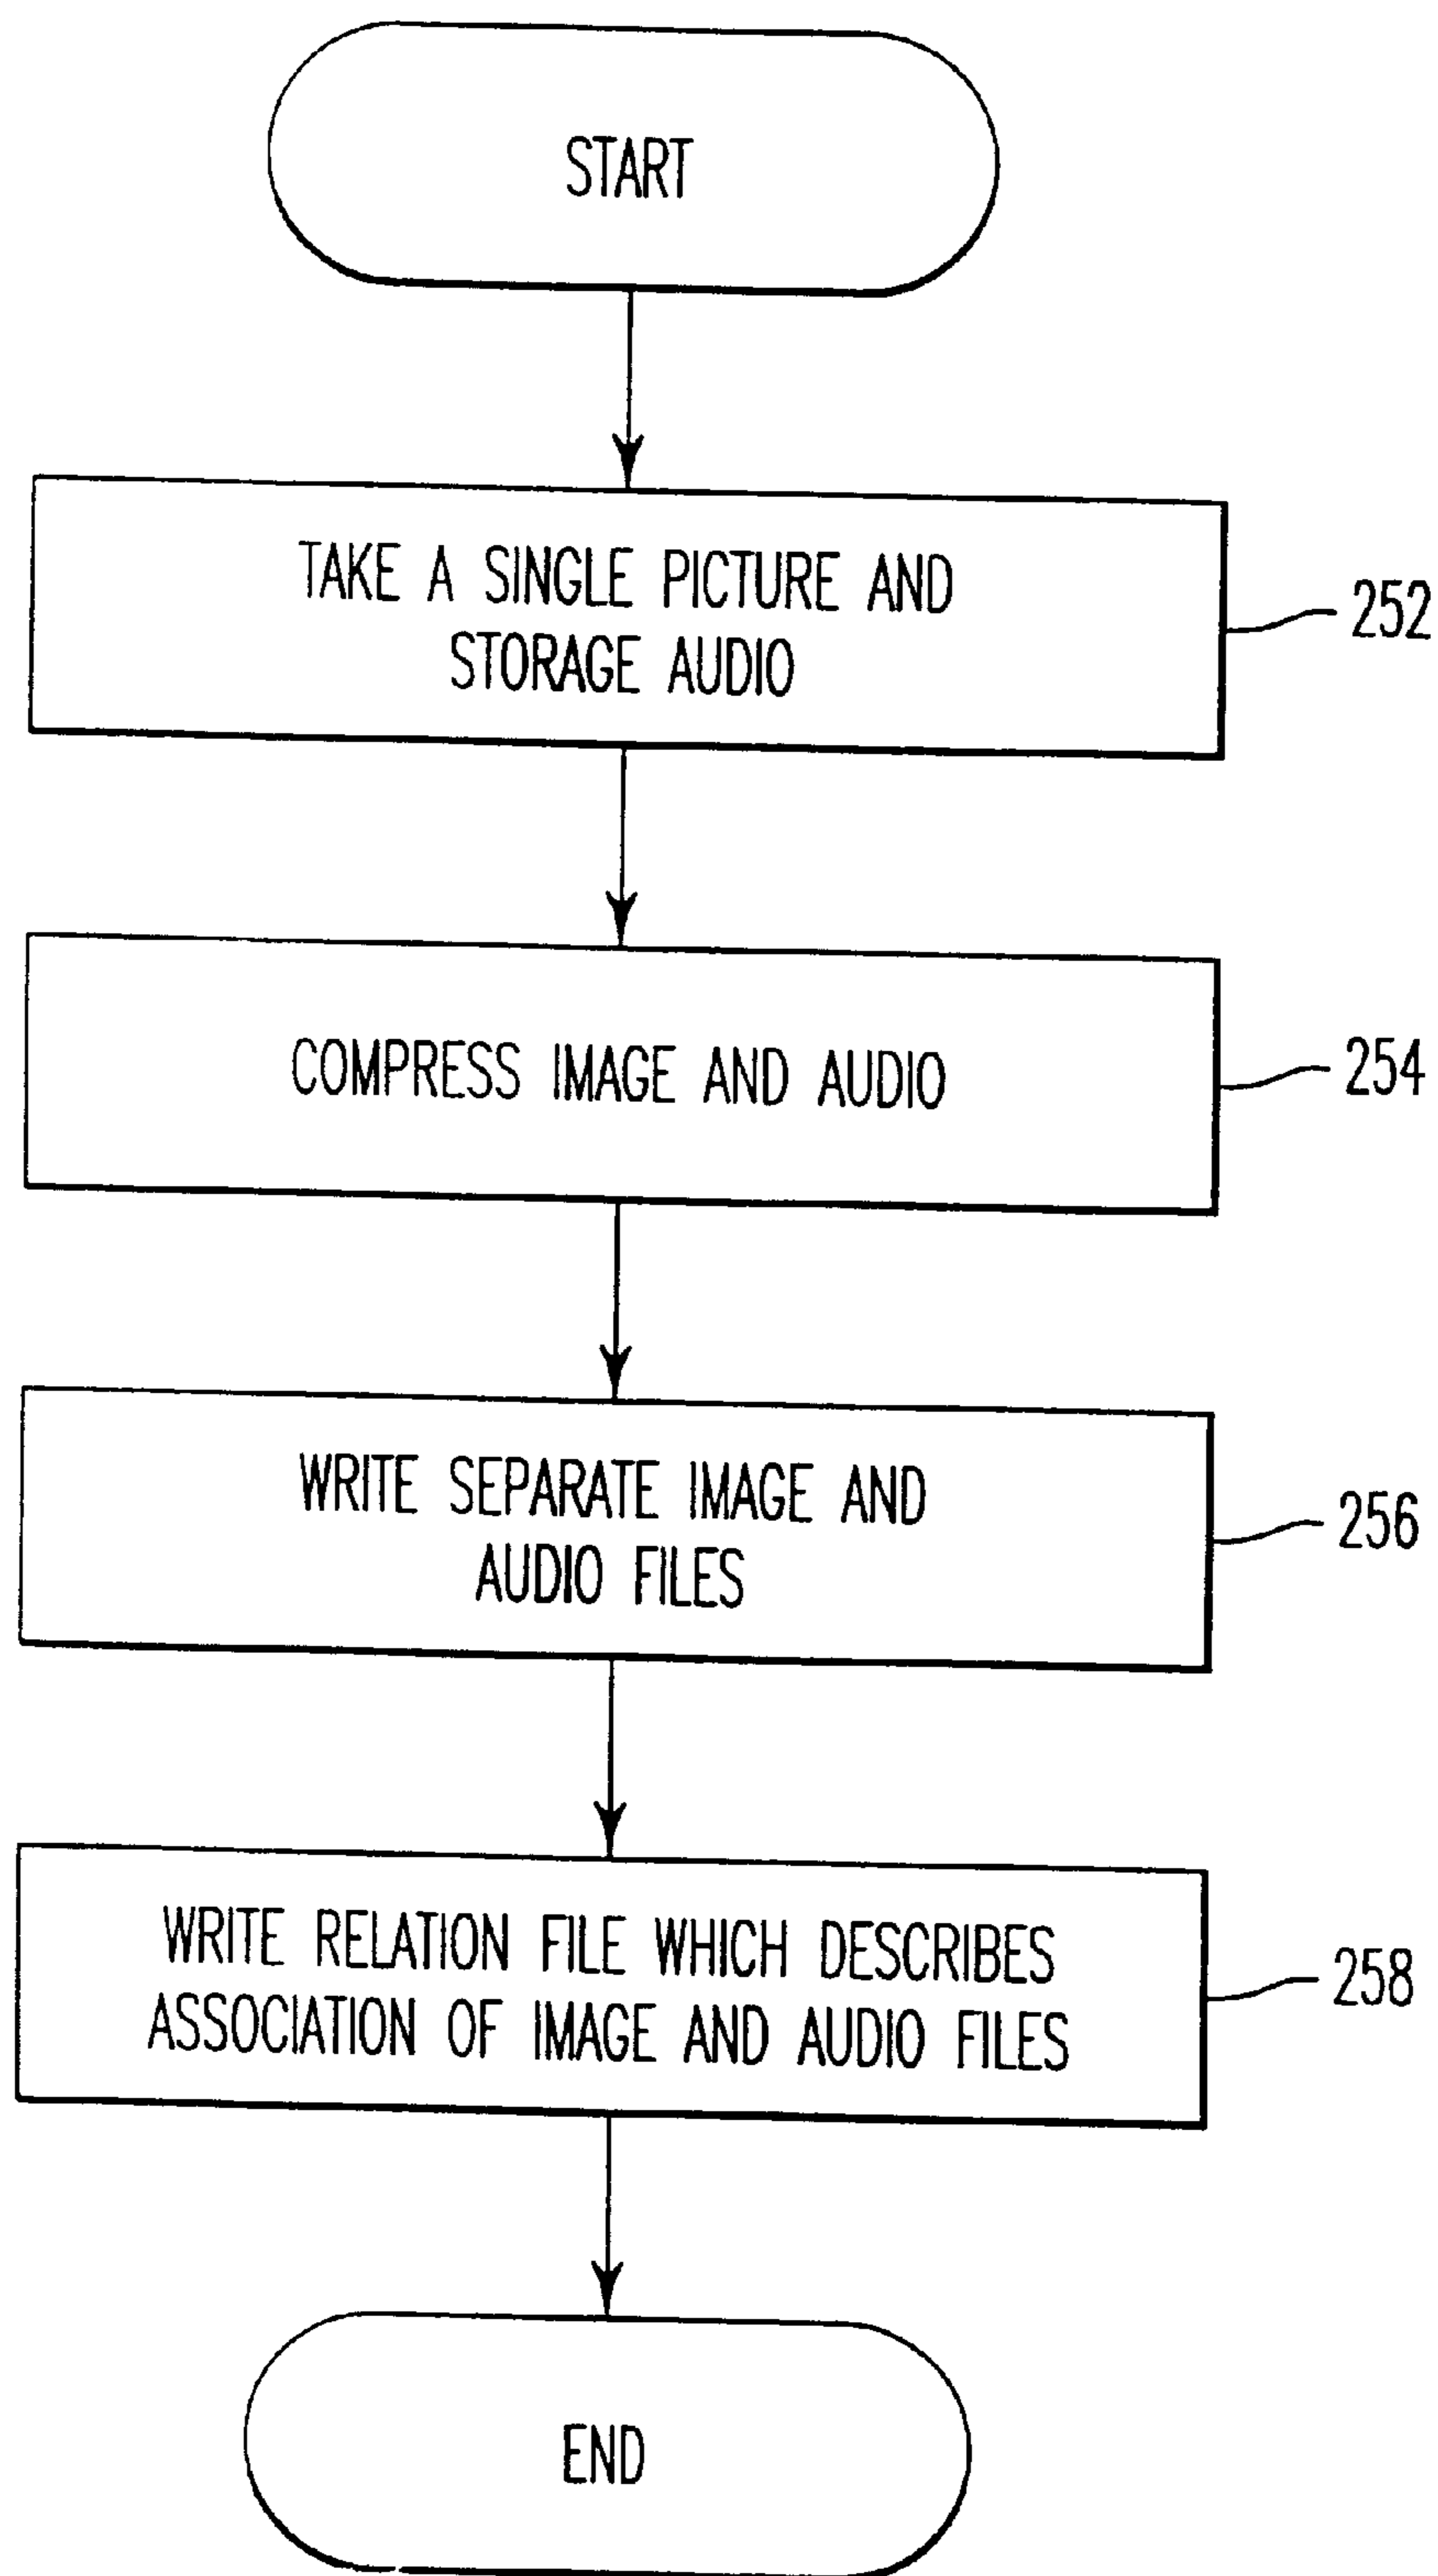 START
TAKE A SINGLE PICTURE AND
STORAGE AUDIO
252
COMPRESS IMAGE AND AUDIO
254
WRITE SEPARATE IMAGE AND
AUDIO FILES
256
WRITE RELATION FILE WHICH DESCRIBES
ASSOCIATION OF IMAGE AND AUDIO FILES
258
END